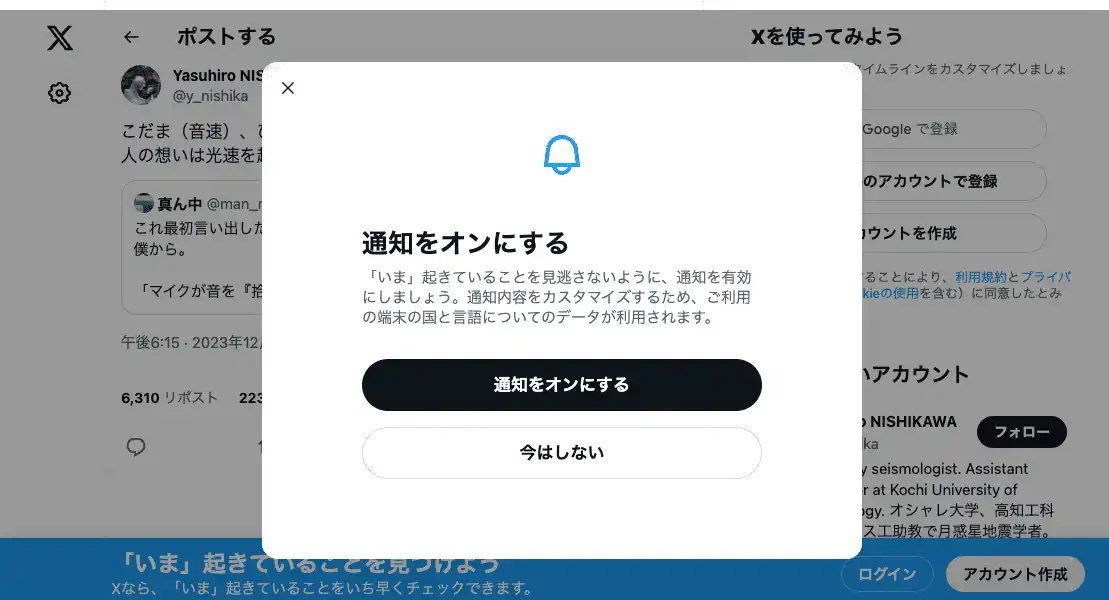 ポストする
Xを使ってみよう
Yasuhiro NIS
@y_nishika
イムラインをカスタマイズしましょ
こだま（音速）、
人の想いは光速を
Google で登録
のアカウントで登録
真ん中 @man_
これ最初言い出した
僕から。
カウントを作成
「マイクが音を『拾
ることにより、利用規約とプライバ
kieの使用を含む）に同意したとみ
午後6:15 · 2023年12
6,310 リポスト 223
通知をオンにする
「いま」起きていることを見逃さないように、通知を有効
にしましょう。通知内容をカスタマイズするため、ご利用
の端末の国と言語についてのデータが利用されます。
通知をオンにする
今はしない
いアカウント
NISHIKAWA
ka
フォロー
y seismologist. Assistant
r at Kochi University of
ogy. オシャレ大学、高知工科
ス工助教で月惑星地震学者。
「いま」起きていることを見つけよう
Xなら、「いま」起きていることをいち早くチェックできます。
ログイン
アカウント作成